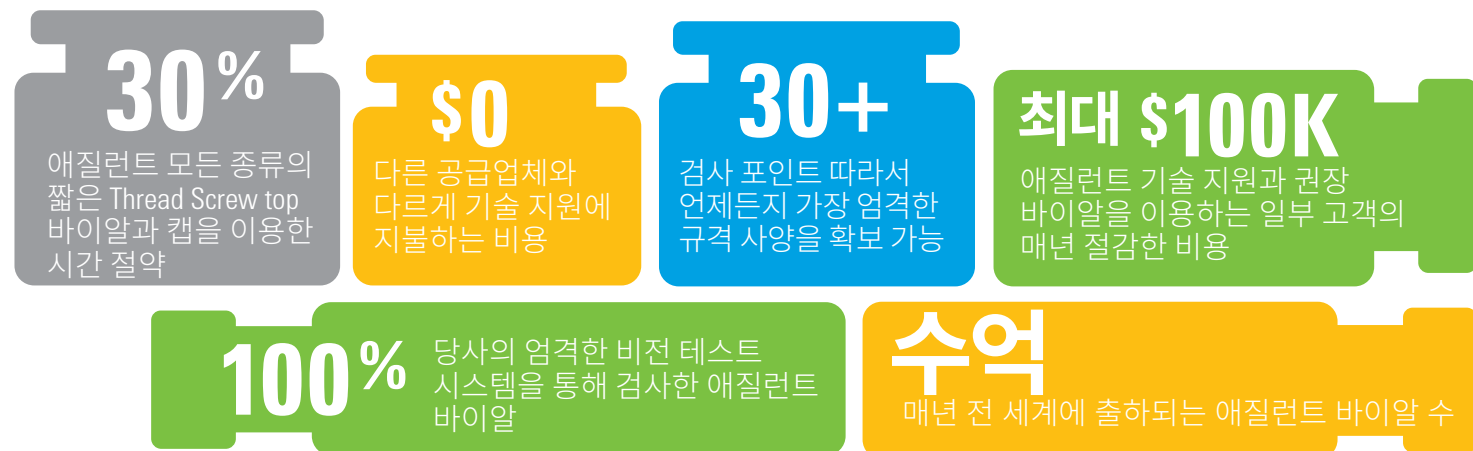 30%
애질런트 모든 종류의
짧은 Thread Screw top
바이알과 캡을 이용한
시간 절약
$0
다른 공급업체와
다르게 기술 지원에
지불하는 비용
30+
검사 포인트 따라서
언제든지 가장 엄격한
규격 사양을 확보 가능
최대 $100K
애질런트 기술 지원과 권장
바이알을 이용하는 일부 고객의
매년 절감한 비용
100%
당사의 엄격한 비전 테스트
시스템을 통해 검사한 애질런트
바이알
수억
매년 전 세계에 출하되는 애질런트 바이알 수